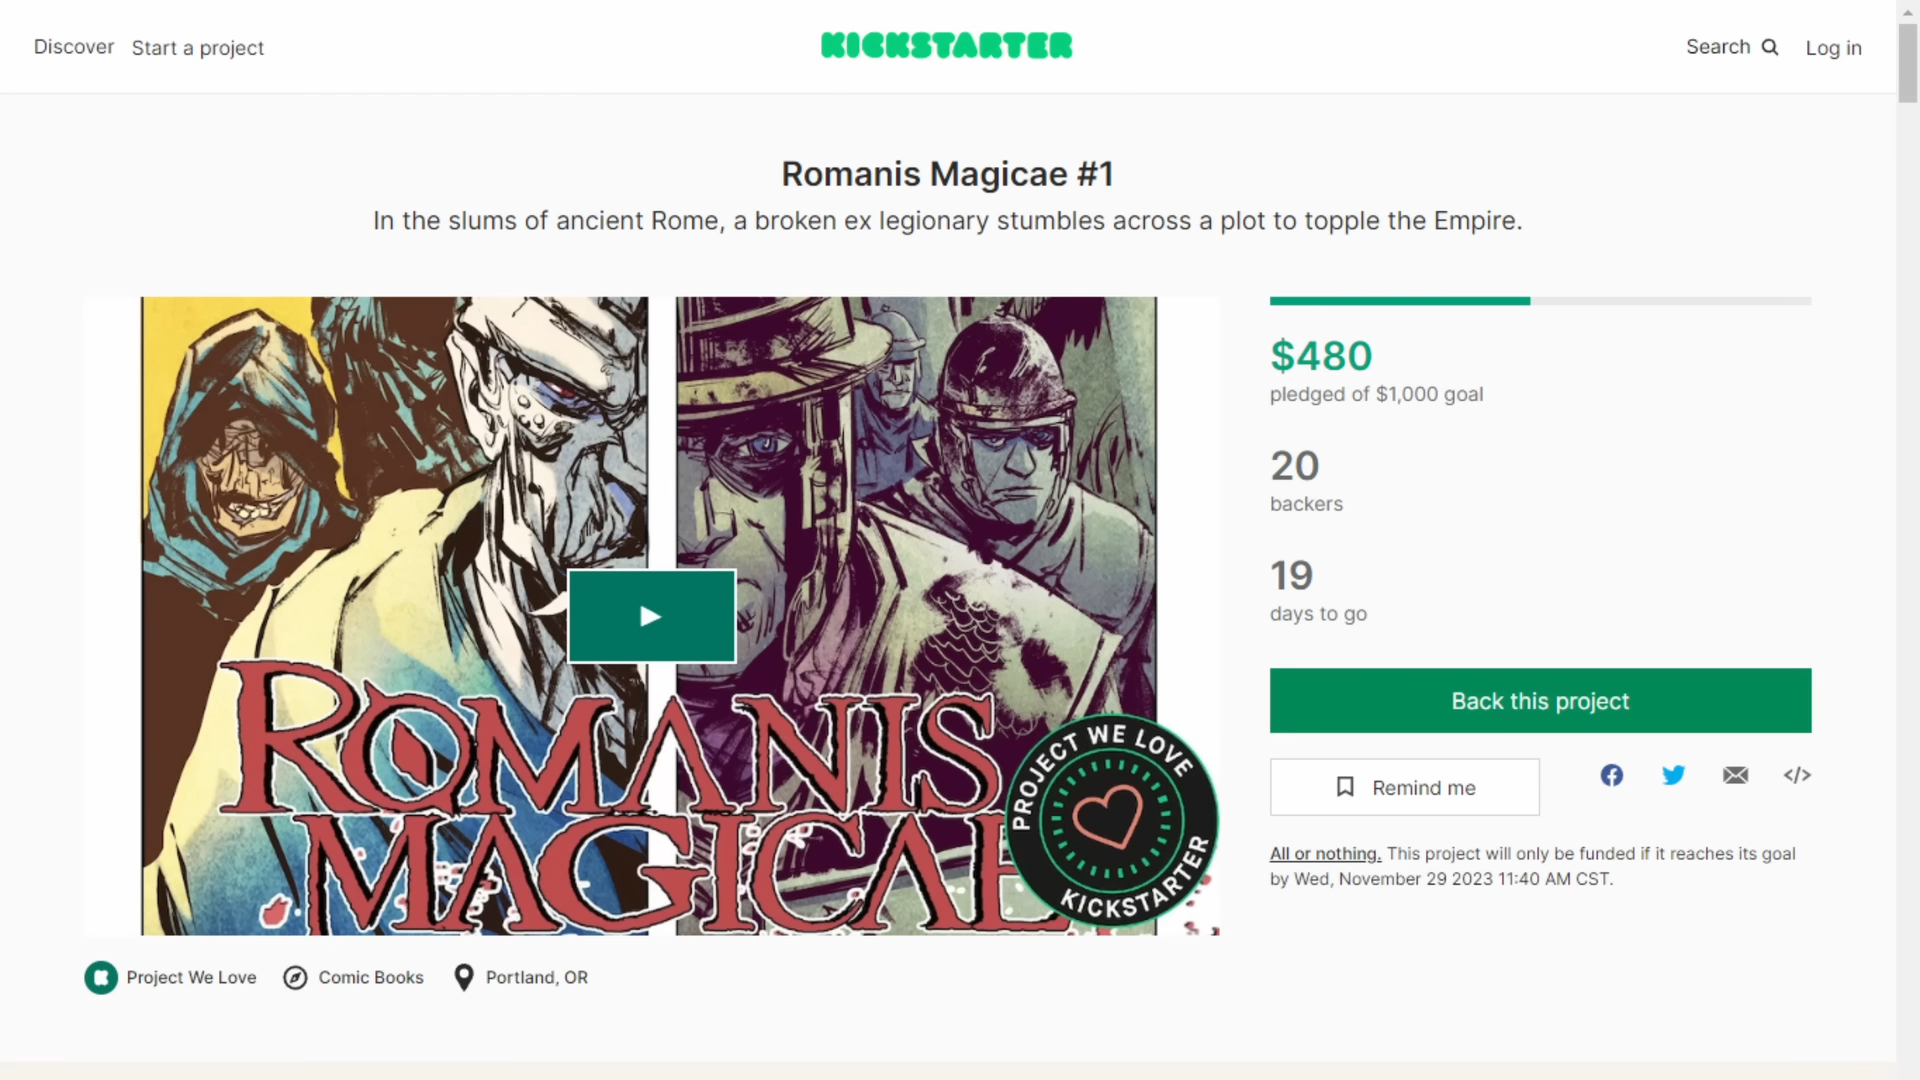 Discover Start a project
KICKSTARTER
Search Log in
Romanis Magicae #1
In the slums of ancient Rome, a broken ex legionary stumbles across a plot to topple the Empire.
ROMANIS
MAGICAE
PROJECT WE LOVE
KICKSTARTER
$480
pledged of $1,000 goal
20
backers
19
days to go
Back this project
Remind me
All or nothing. This project will only be funded if it reaches its goal
by Wed, November 29 2023 11:40 AM CST.
Project We Love Comic Books Portland, OR